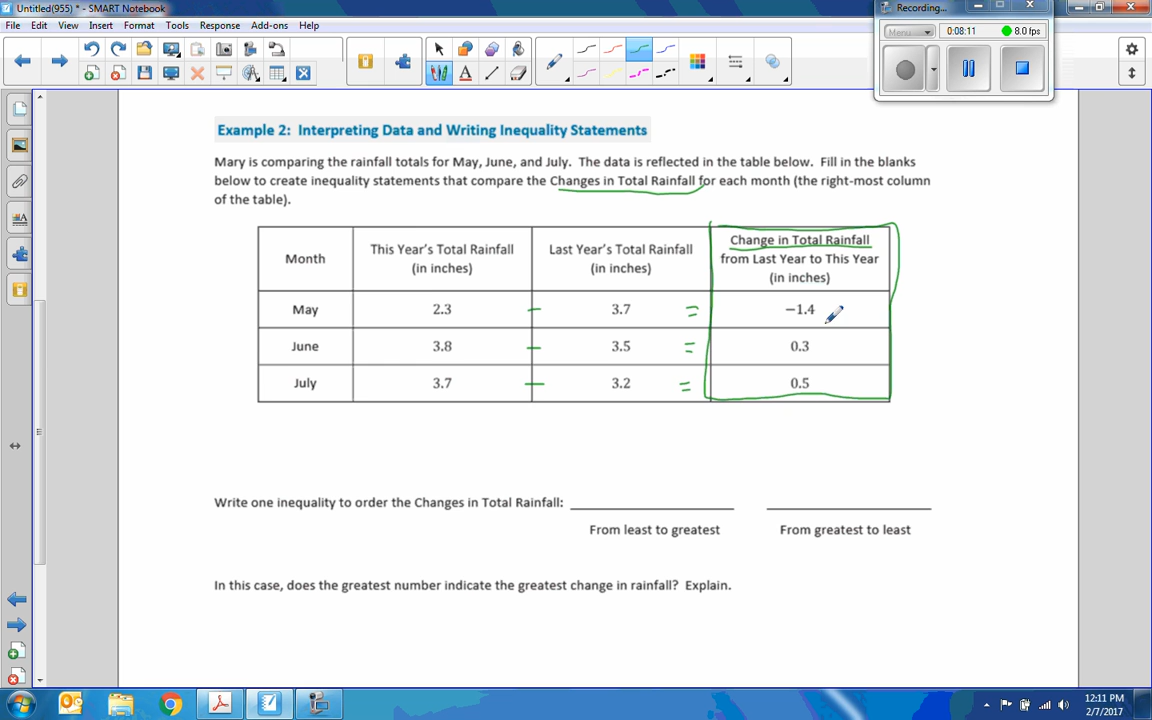 Untitled(955) * - SMART Notebook
File Edit View Insert Format Tools Response Add-ons Help
Recording...
Menu 0:08:11 8.0 fps
Example 2: Interpreting Data and Writing Inequality Statements
Mary is comparing the rainfall totals for May, June, and July. The data is reflected in the table below. Fill in the blanks
below to create inequality statements that compare the Changes in Total Rainfall for each month (the right-most column
of the table).
Month This Year's Total Rainfall (in inches) Last Year's Total Rainfall (in inches) Change in Total Rainfall from Last Year to This Year (in inches)
May 2.3 – 3.7 = −1.4
June 3.8 – 3.5 = 0.3
July 3.7 – 3.2 = 0.5
Write one inequality to order the Changes in Total Rainfall: ____________ ____________
From least to greatest From greatest to least
In this case, does the greatest number indicate the greatest change in rainfall? Explain.
12:11 PM
2/7/2017